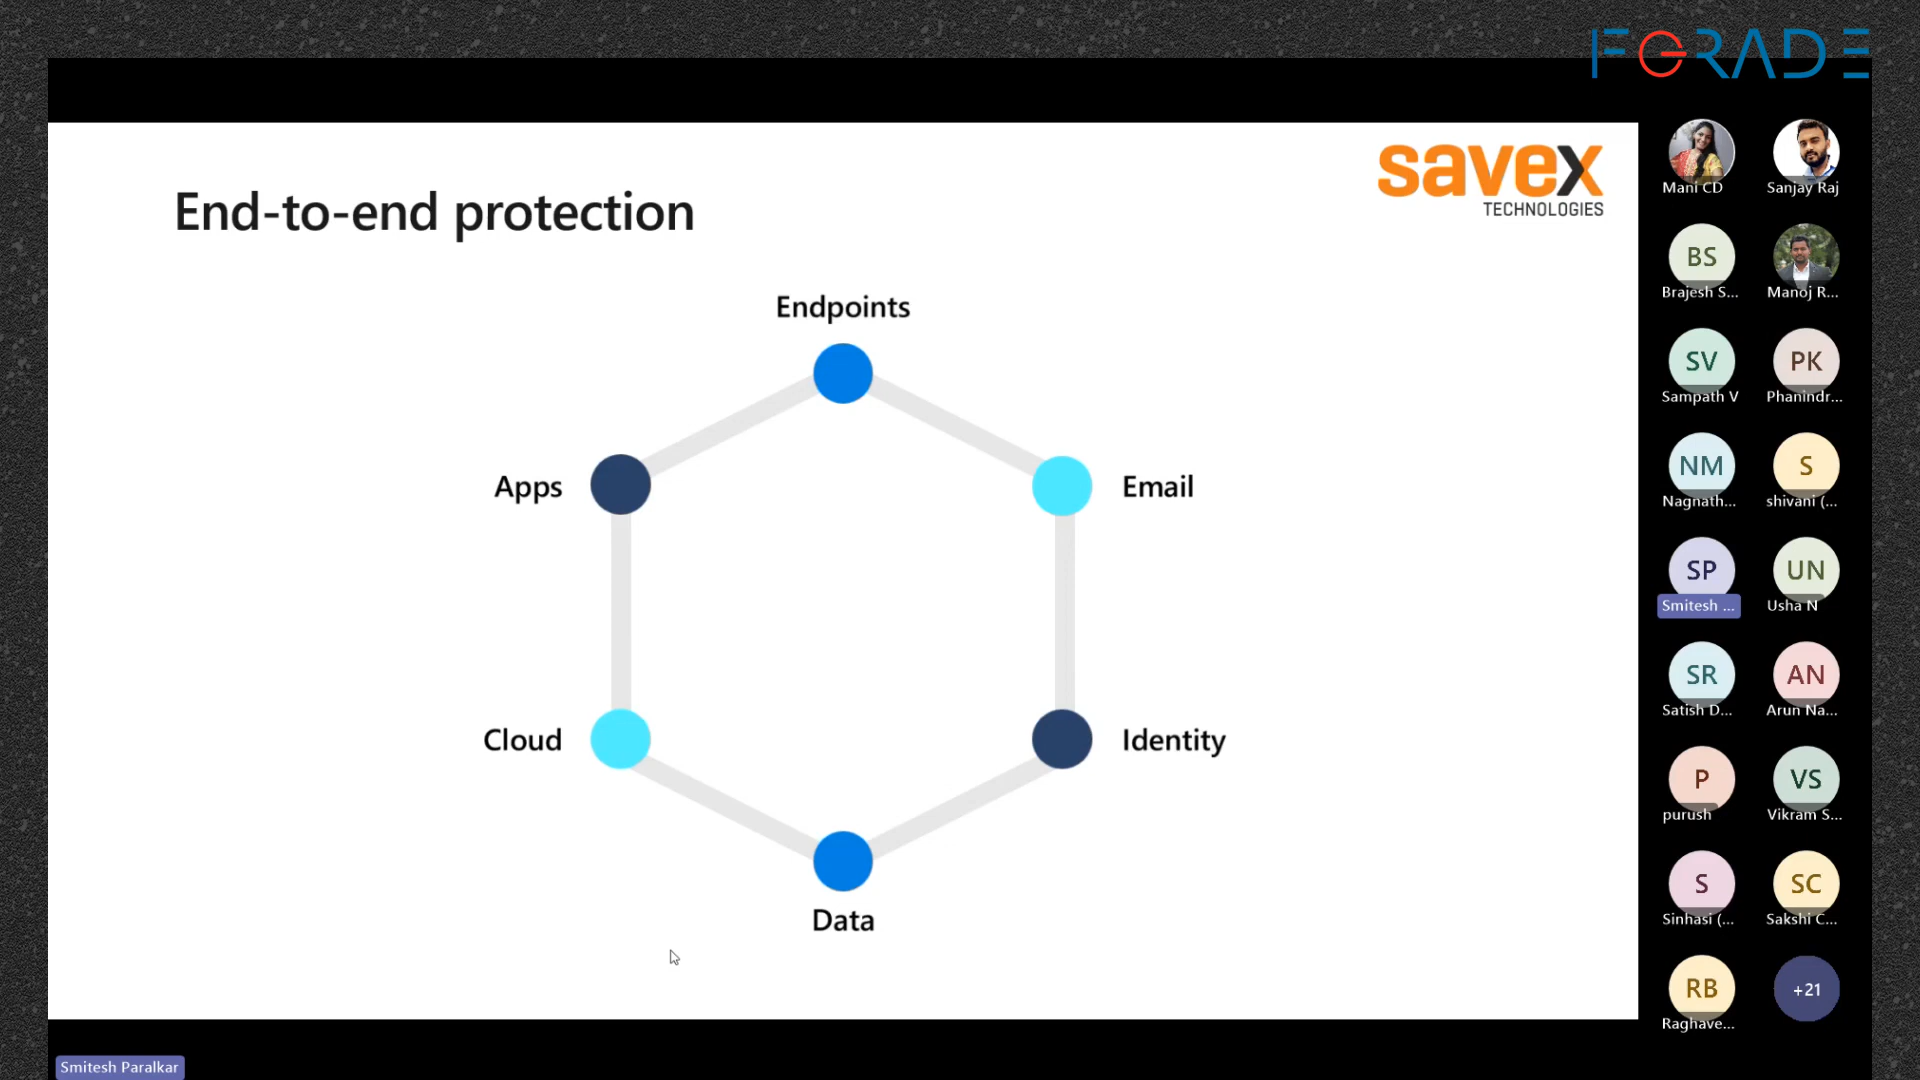 FGRADE
savex
TECHNOLOGIES
End-to-end protection
Endpoints
Apps
Email
Cloud
Identity
Data
Mani CD
Sanjay Raj
BS
Brajesh S...
Manoj R...
SV
Sampath V
PK
Phanindr...
NM
Nagnath...
S
shivani (...
SP
Smitesh ...
UN
Usha N
SR
Satish D...
AN
Arun Na...
P
purush
VS
Vikram S...
S
Sinhasi (...
SC
Sakshi C...
RB
Raghave...
+21
Smitesh Paralkar